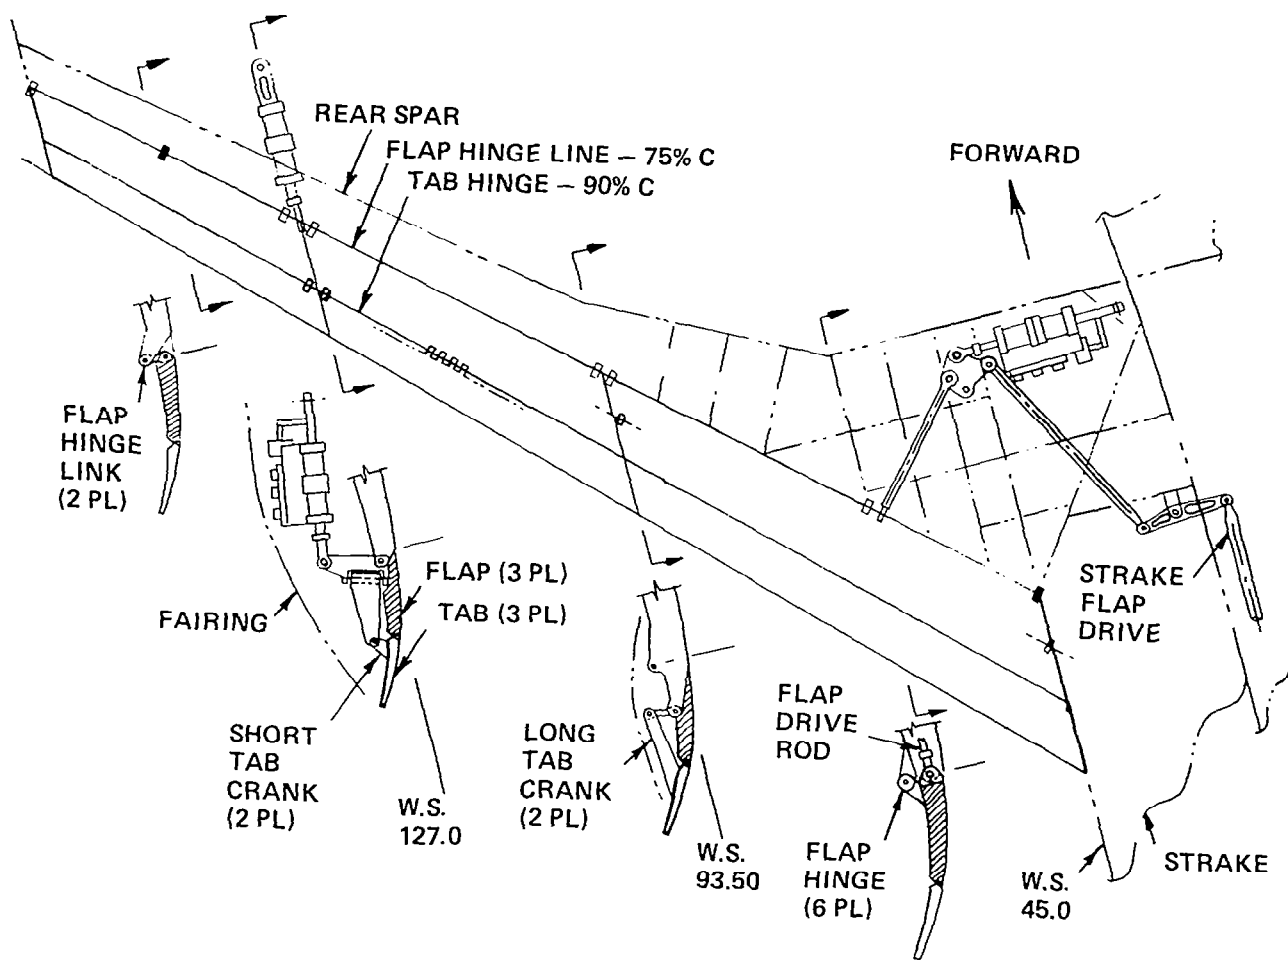 REAR SPAR
FLAP HINGE LINE – 75% C
TAB HINGE – 90% C
FORWARD
FLAP
HINGE
LINK
(2 PL)
FAIRING
FLAP (3 PL)
TAB (3 PL)
STRAKE
FLAP
DRIVE
SHORT
TAB
CRANK
(2 PL)
W.S.
127.0
LONG
TAB
CRANK
(2 PL)
W.S.
93.50
FLAP
DRIVE
ROD
FLAP
HINGE
(6 PL)
W.S.
45.0
STRAKE